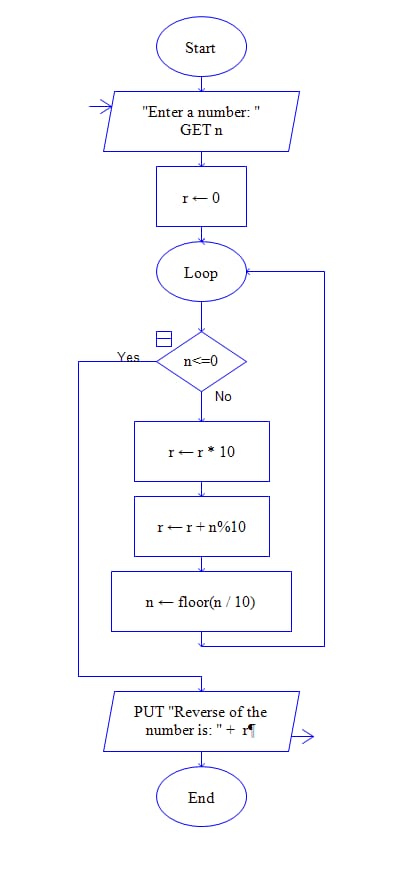 Start
"Enter a number: "
GET n
r ← 0
Loop
n<=0
Yes
No
r ← r * 10
r ← r + n%10
n ← floor(n / 10)
PUT "Reverse of the
number is: " + r¶
End